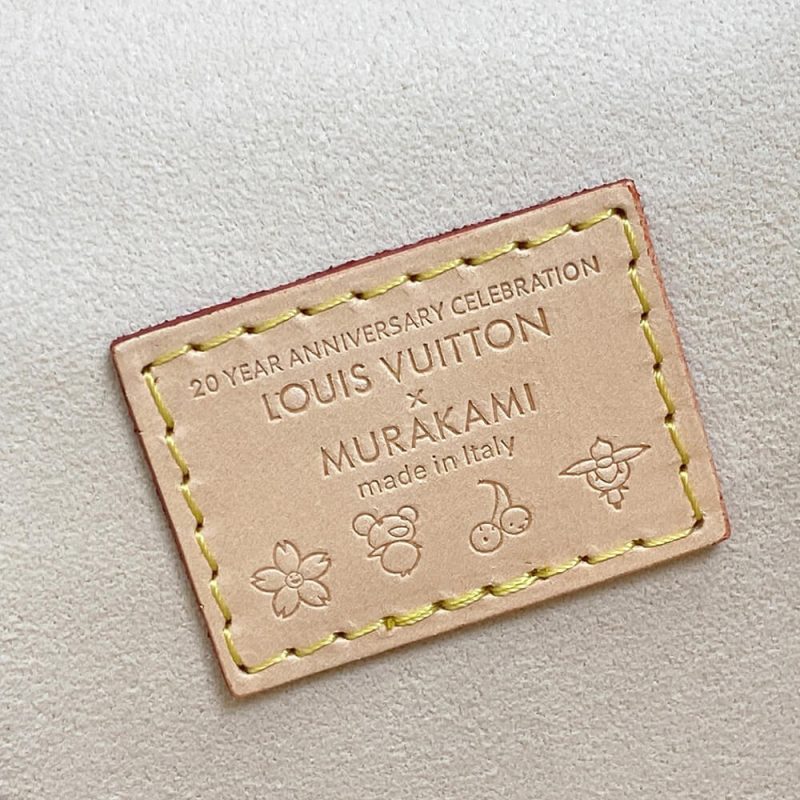 20 YEAR ANNIVERSARY CELEBRATION
LOUIS VUITTON
x
MURAKAMI
made in Italy